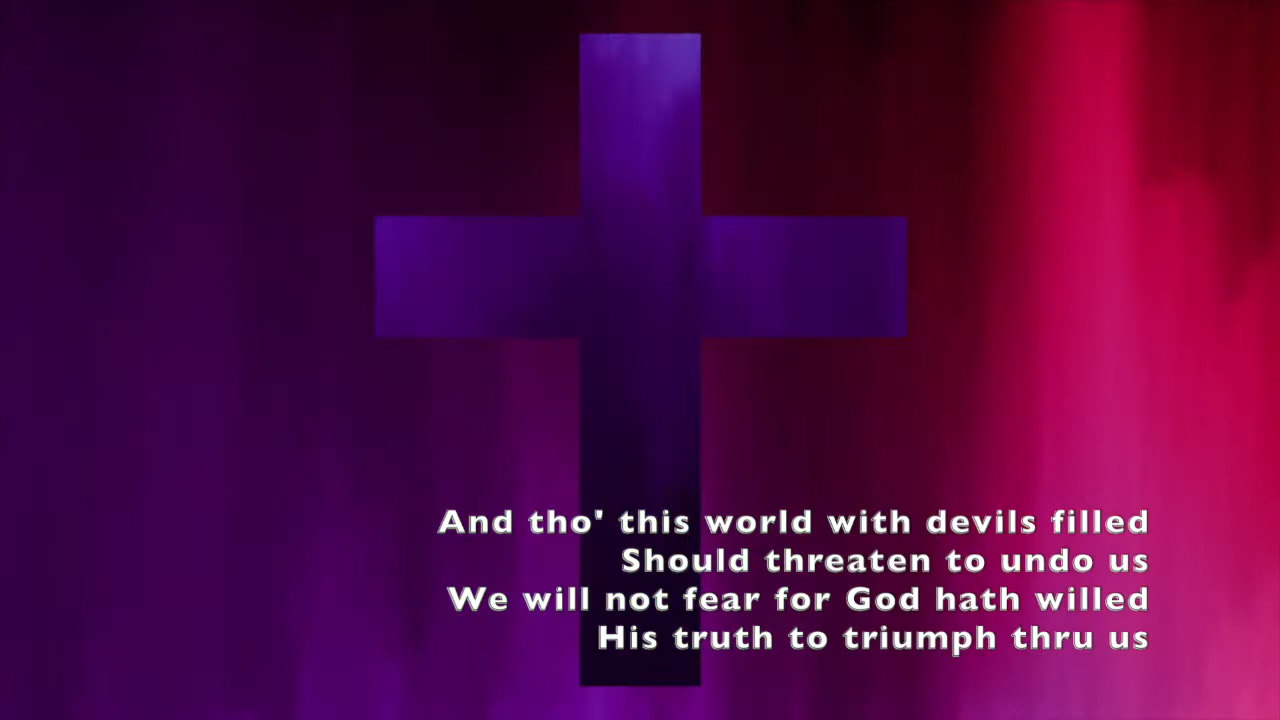 And tho' this world with devils filled
Should threaten to undo us
We will not fear for God hath willed
His truth to triumph thru us